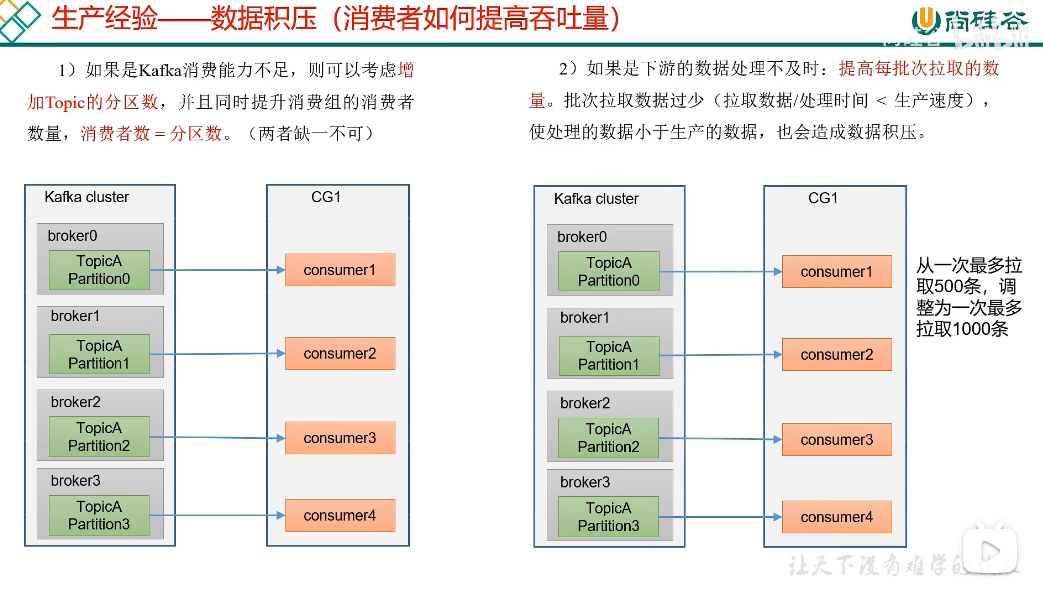 生产经验——数据积压（消费者如何提高吞吐量）
尚硅谷
1）如果是Kafka消费能力不足，则可以考虑增
加Topic的分区数，并且同时提升消费组的消费者
数量，消费者数 = 分区数。（两者缺一不可）
2）如果是下游的数据处理不及时：提高每批次拉取的数
量。批次拉取数据过少（拉取数据/处理时间 < 生产速度），
使处理的数据小于生产的数据，也会造成数据积压。
Kafka cluster
broker0
TopicA
Partition0
broker1
TopicA
Partition1
broker2
TopicA
Partition2
broker3
TopicA
Partition3
CG1
consumer1
consumer2
consumer3
consumer4
Kafka cluster
broker0
TopicA
Partition0
broker1
TopicA
Partition1
broker2
TopicA
Partition2
broker3
TopicA
Partition3
CG1
consumer1
consumer2
consumer3
consumer4
从一次最多拉
取500条，调
整为一次最多
拉取1000条
让天下没有难学的